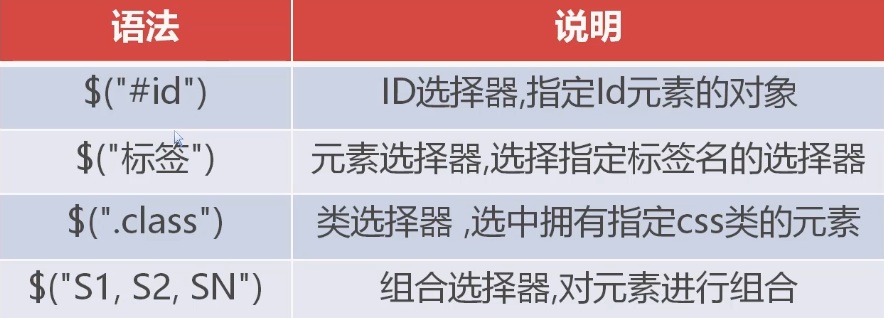 语法 说明
$("#id") ID选择器,指定Id元素的对象
$("标签") 元素选择器,选择指定标签名的选择器
$(".class") 类选择器 ,选中拥有指定css类的元素
$("S1, S2, SN") 组合选择器,对元素进行组合